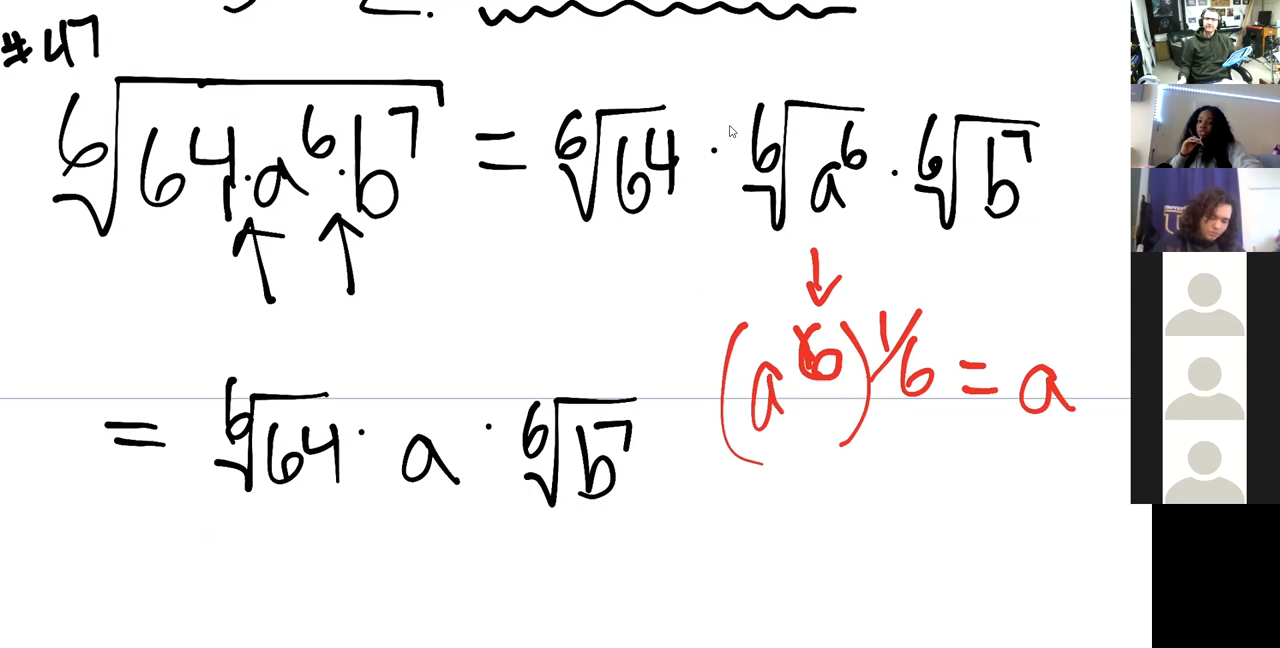 #47
⁶√(64·a⁶·b⁷) = ⁶√64 · ⁶√a⁶ · ⁶√b⁷
(a⁶)^1/6 = a
= ⁶√64 · a · ⁶√b⁷